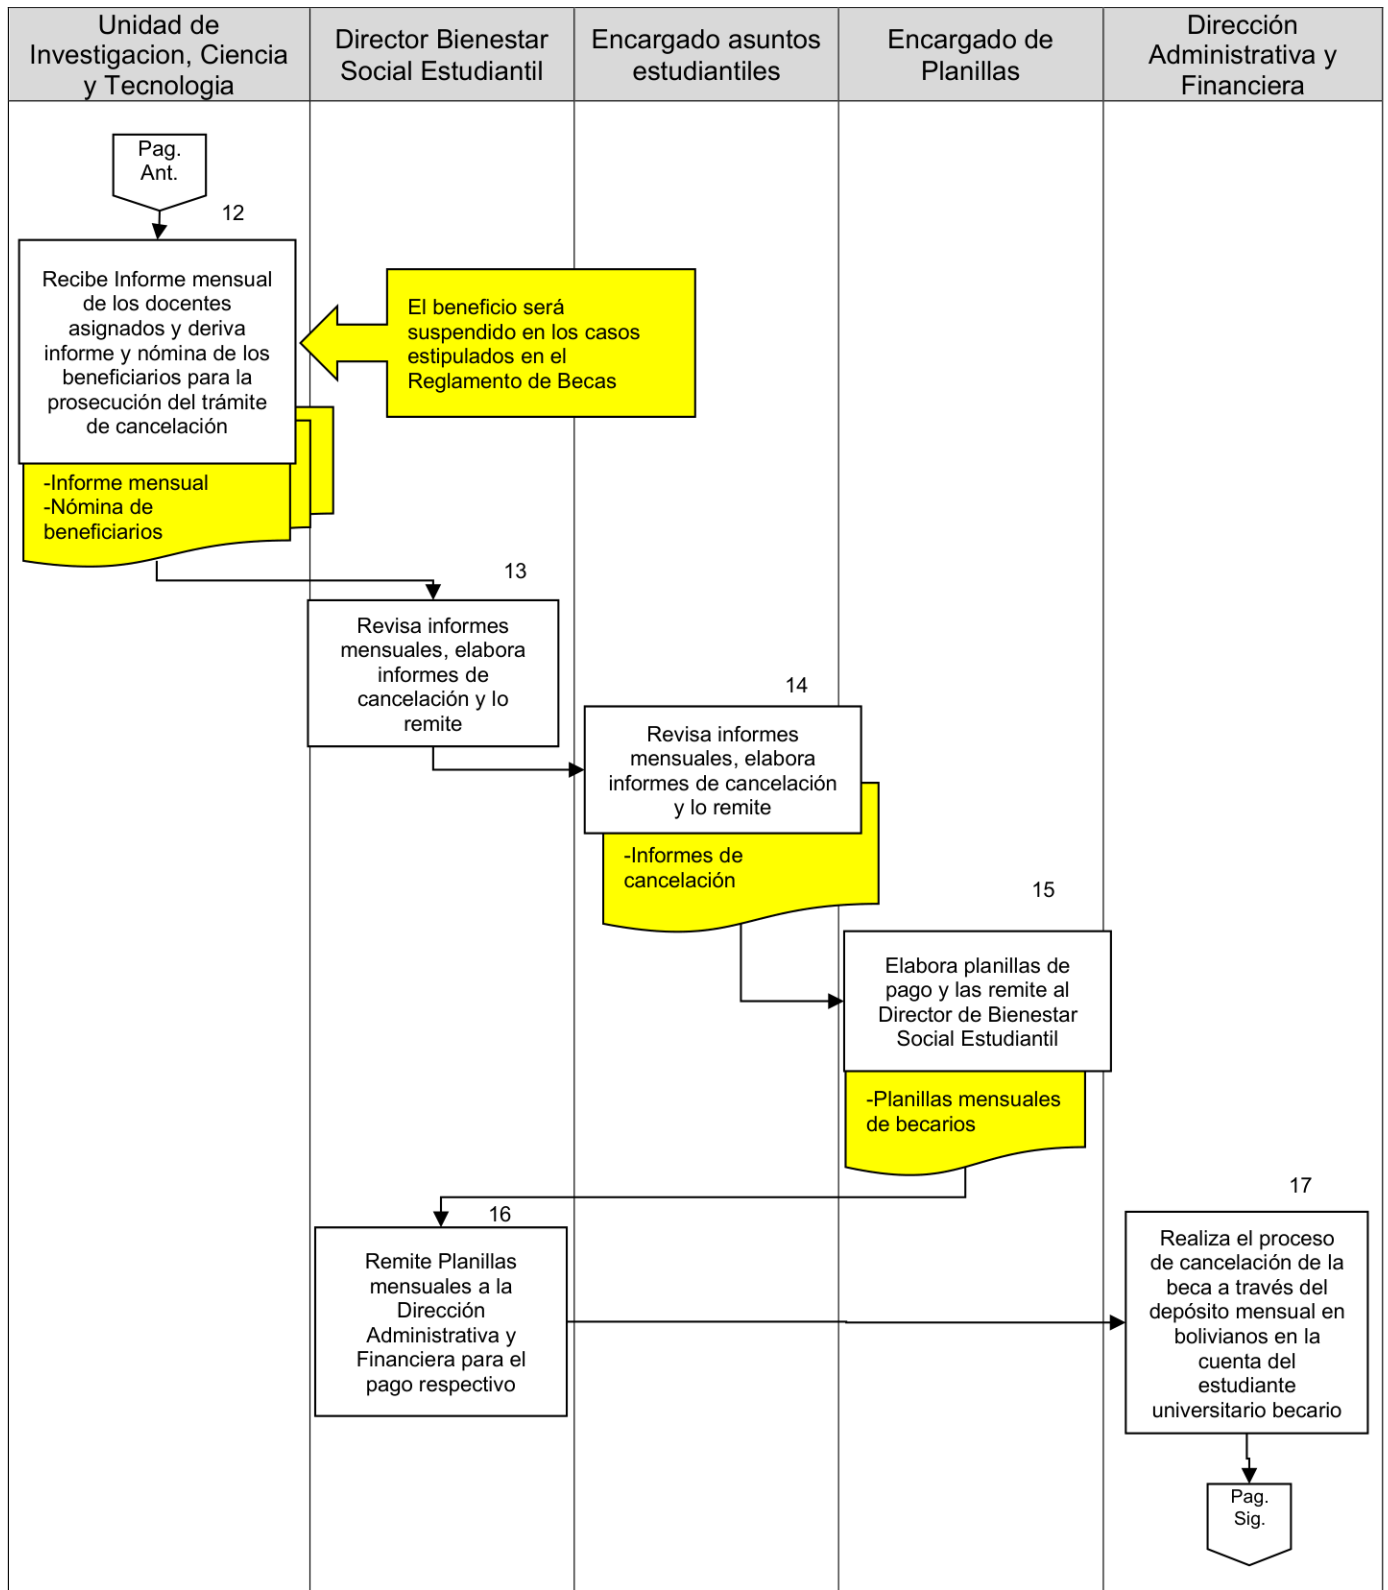 Unidad de
Investigacion, Ciencia
y Tecnologia
Director Bienestar
Social Estudiantil
Encargado asuntos
estudiantiles
Encargado de
Planillas
Dirección
Administrativa y
Financiera
Pag.
Ant.
12
Recibe Informe mensual
de los docentes
asignados y deriva
informe y nómina de los
beneficiarios para la
prosecución del trámite
de cancelación
El beneficio será
suspendido en los casos
estipulados en el
Reglamento de Becas
-Informe mensual
-Nómina de
beneficiarios
13
Revisa informes
mensuales, elabora
informes de
cancelación y lo
remite
14
Revisa informes
mensuales, elabora
informes de cancelación
y lo remite
-Informes de
cancelación
15
Elabora planillas de
pago y las remite al
Director de Bienestar
Social Estudiantil
-Planillas mensuales
de becarios
16
Remite Planillas
mensuales a la
Dirección
Administrativa y
Financiera para el
pago respectivo
17
Realiza el proceso
de cancelación de la
beca a través del
depósito mensual en
bolivianos en la
cuenta del
estudiante
universitario becario
Pag.
Sig.